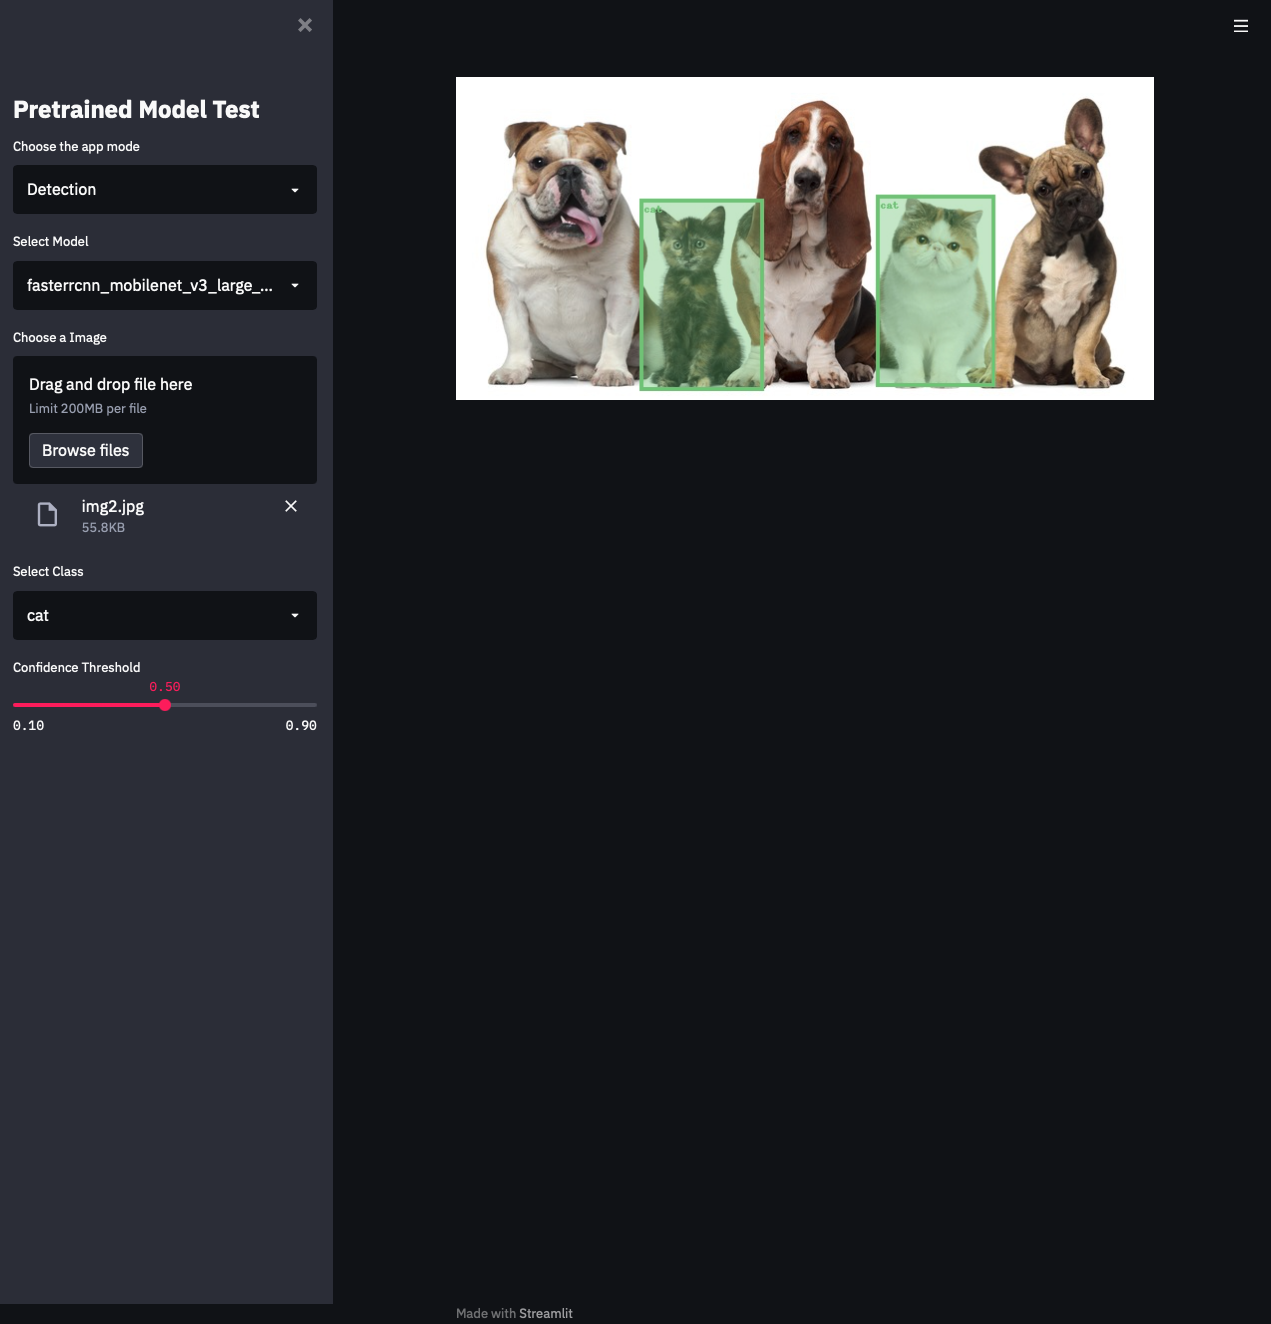 Pretrained Model Test
Choose the app mode
Detection
Select Model
fasterrcnn_mobilenet_v3_large_...
Choose a Image
Drag and drop file here
Limit 200MB per file
Browse files
img2.jpg
55.8KB
Select Class
cat
Confidence Threshold
0.50
0.10 0.90
cat
cat
Made with Streamlit